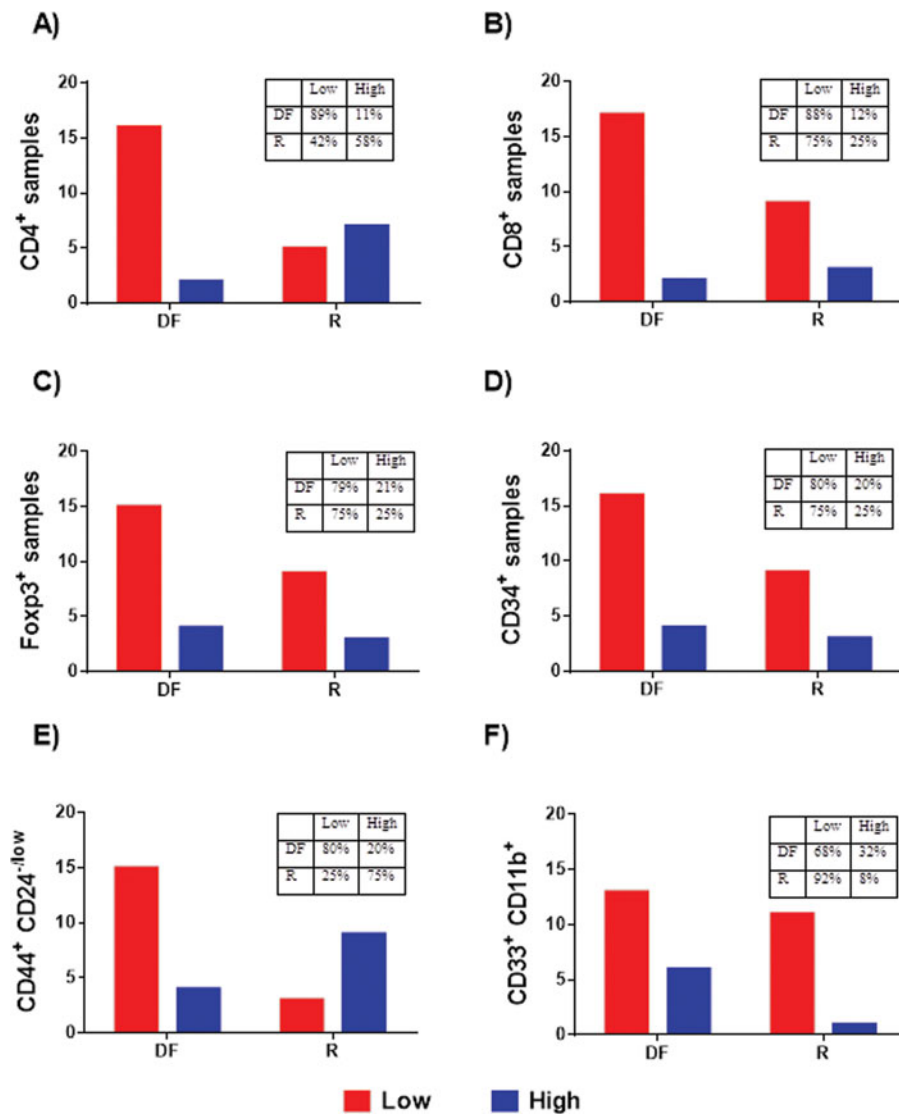 A)
CD4+ samples
20
15
10
5
0
DF R
Low High
DF 89% 11%
R 42% 58%
B)
CD8+ samples
20
15
10
5
0
DF R
Low High
DF 88% 12%
R 75% 25%
C)
Foxp3+ samples
20
15
10
5
0
DF R
Low High
DF 79% 21%
R 75% 25%
D)
CD34+ samples
20
15
10
5
0
DF R
Low High
DF 80% 20%
R 75% 25%
E)
CD44+ CD24-/low
20
15
10
5
0
DF R
Low High
DF 80% 20%
R 25% 75%
F)
CD33+ CD11b+
20
15
10
5
0
DF R
Low High
DF 68% 32%
R 92% 8%
Low High